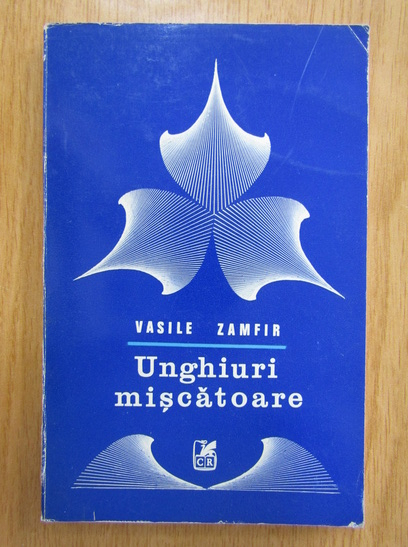 VASILE ZAMFIR
Unghiuri
mișcătoare
CR